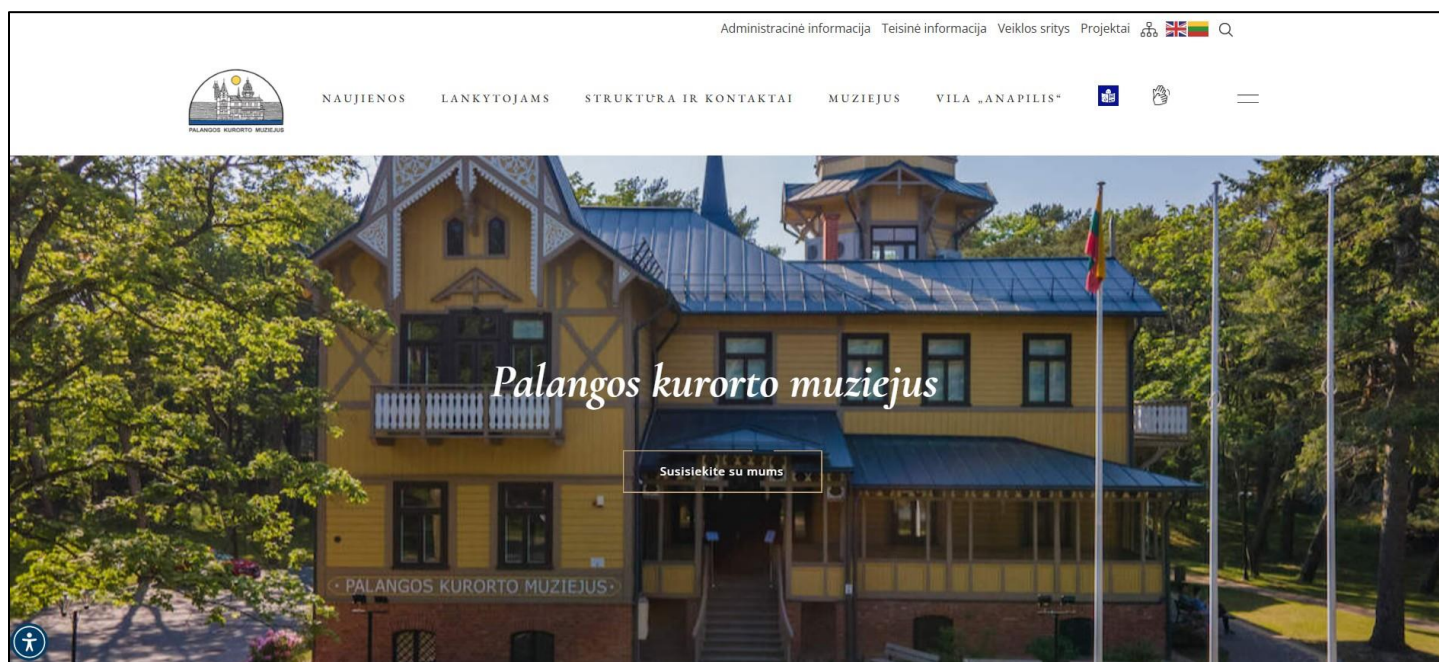 Administracinė informacija Teisinė informacija Veiklos sritys Projektai
PALANGOS KURORTO MUZIEJUS
NAUJIENOS LANKYTOJAMS STRUKTŪRA IR KONTAKTAI MUZIEJUS VILA „ANAPILIS“
Palangos kurorto muziejus
Susisiekite su mums
• PALANGOS KURORTO MUZIEJUS •